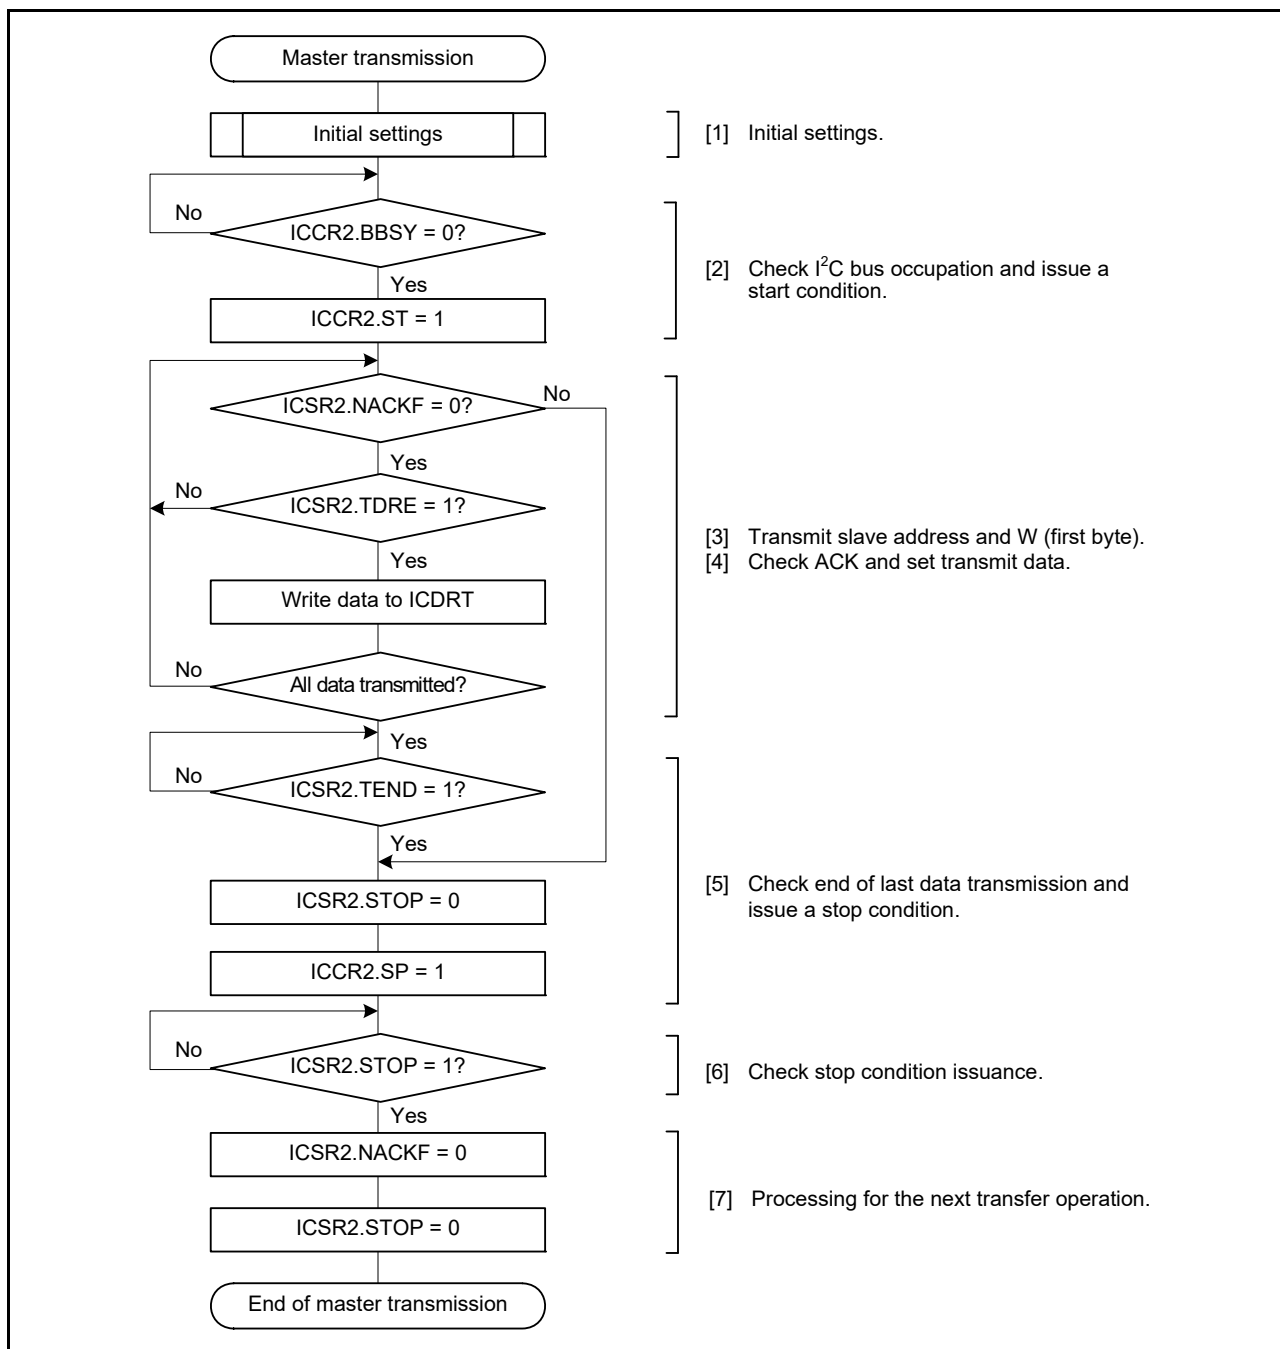 Master transmission
Initial settings
[1] Initial settings.
No
ICCR2.BBSY = 0?
Yes
[2] Check I²C bus occupation and issue a
start condition.
ICCR2.ST = 1
ICSR2.NACKF = 0?
No
Yes
No
ICSR2.TDRE = 1?
Yes
[3] Transmit slave address and W (first byte).
[4] Check ACK and set transmit data.
Write data to ICDRT
No
All data transmitted?
Yes
No
ICSR2.TEND = 1?
Yes
[5] Check end of last data transmission and
issue a stop condition.
ICSR2.STOP = 0
ICCR2.SP = 1
No
ICSR2.STOP = 1?
[6] Check stop condition issuance.
Yes
ICSR2.NACKF = 0
[7] Processing for the next transfer operation.
ICSR2.STOP = 0
End of master transmission